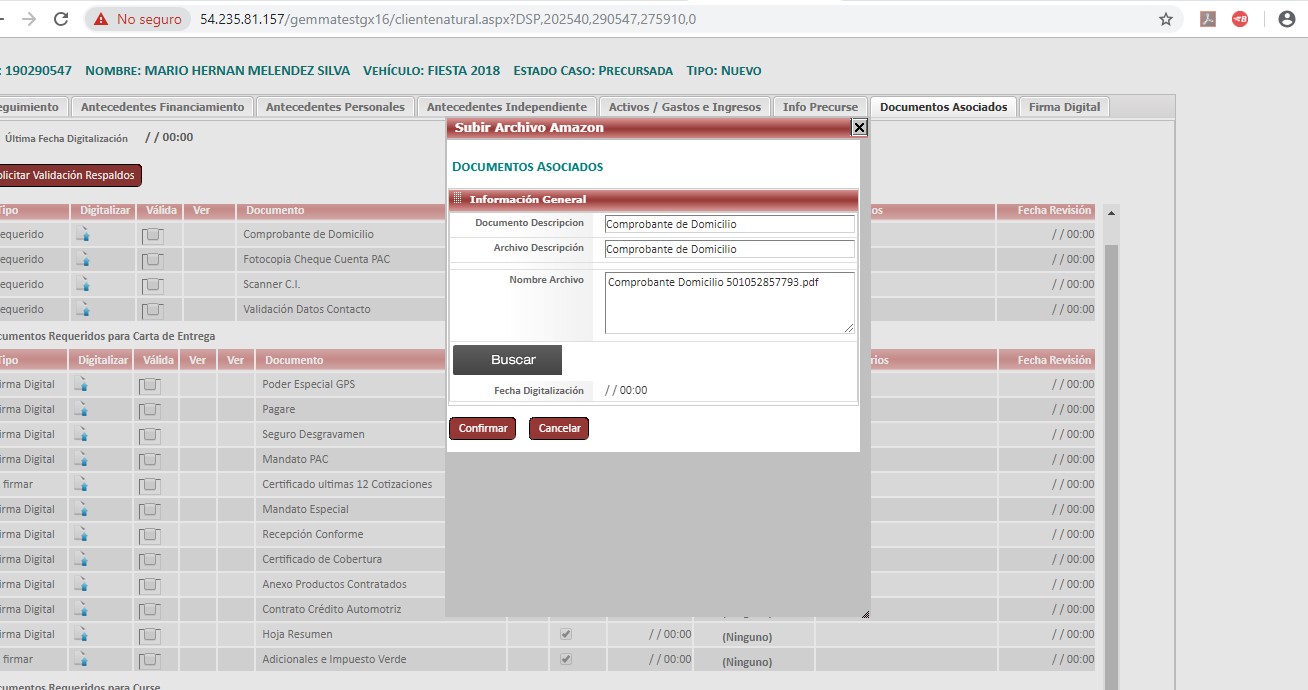 No seguro 54.235.81.157/gemmatestgx16/clientenatural.aspx?DSP,202540,290547,275910,0
: 190290547 NOMBRE: MARIO HERNAN MELENDEZ SILVA VEHÍCULO: FIESTA 2018 ESTADO CASO: PRECURSADA TIPO: NUEVO
eguimiento Antecedentes Financiamiento Antecedentes Personales Antecedentes Independiente Activos / Gastos e Ingresos Info Precurse Documentos Asociados Firma Digital
Última Fecha Digitalización / / 00:00
olicitar Validación Respaldos
Subir Archivo Amazon
DOCUMENTOS ASOCIADOS
Información General
Documento Descripcion Comprobante de Domicilio
Archivo Descripción Comprobante de Domicilio
Nombre Archivo Comprobante Domicilio 501052857793.pdf
Buscar
Fecha Digitalización / / 00:00
Confirmar Cancelar
ipo Digitalizar Válida Ver Documento os Fecha Revisión
equerido Comprobante de Domicilio / / 00:00
equerido Fotocopia Cheque Cuenta PAC / / 00:00
equerido Scanner C.I. / / 00:00
equerido Validación Datos Contacto / / 00:00
cumentos Requeridos para Carta de Entrega
ipo Digitalizar Válida Ver Ver Documento rios Fecha Revisión
irma Digital Poder Especial GPS / / 00:00
irma Digital Pagare / / 00:00
irma Digital Seguro Desgravamen / / 00:00
irma Digital Mandato PAC / / 00:00
firmar Certificado ultimas 12 Cotizaciones / / 00:00
irma Digital Mandato Especial / / 00:00
irma Digital Recepción Conforme / / 00:00
irma Digital Certificado de Cobertura / / 00:00
irma Digital Anexo Productos Contratados / / 00:00
irma Digital Contrato Crédito Automotriz / / 00:00
irma Digital Hoja Resumen / / 00:00 (Ninguno) / / 00:00
firmar Adicionales e Impuesto Verde / / 00:00 (Ninguno) / / 00:00
cumentos Requeridos para Curse